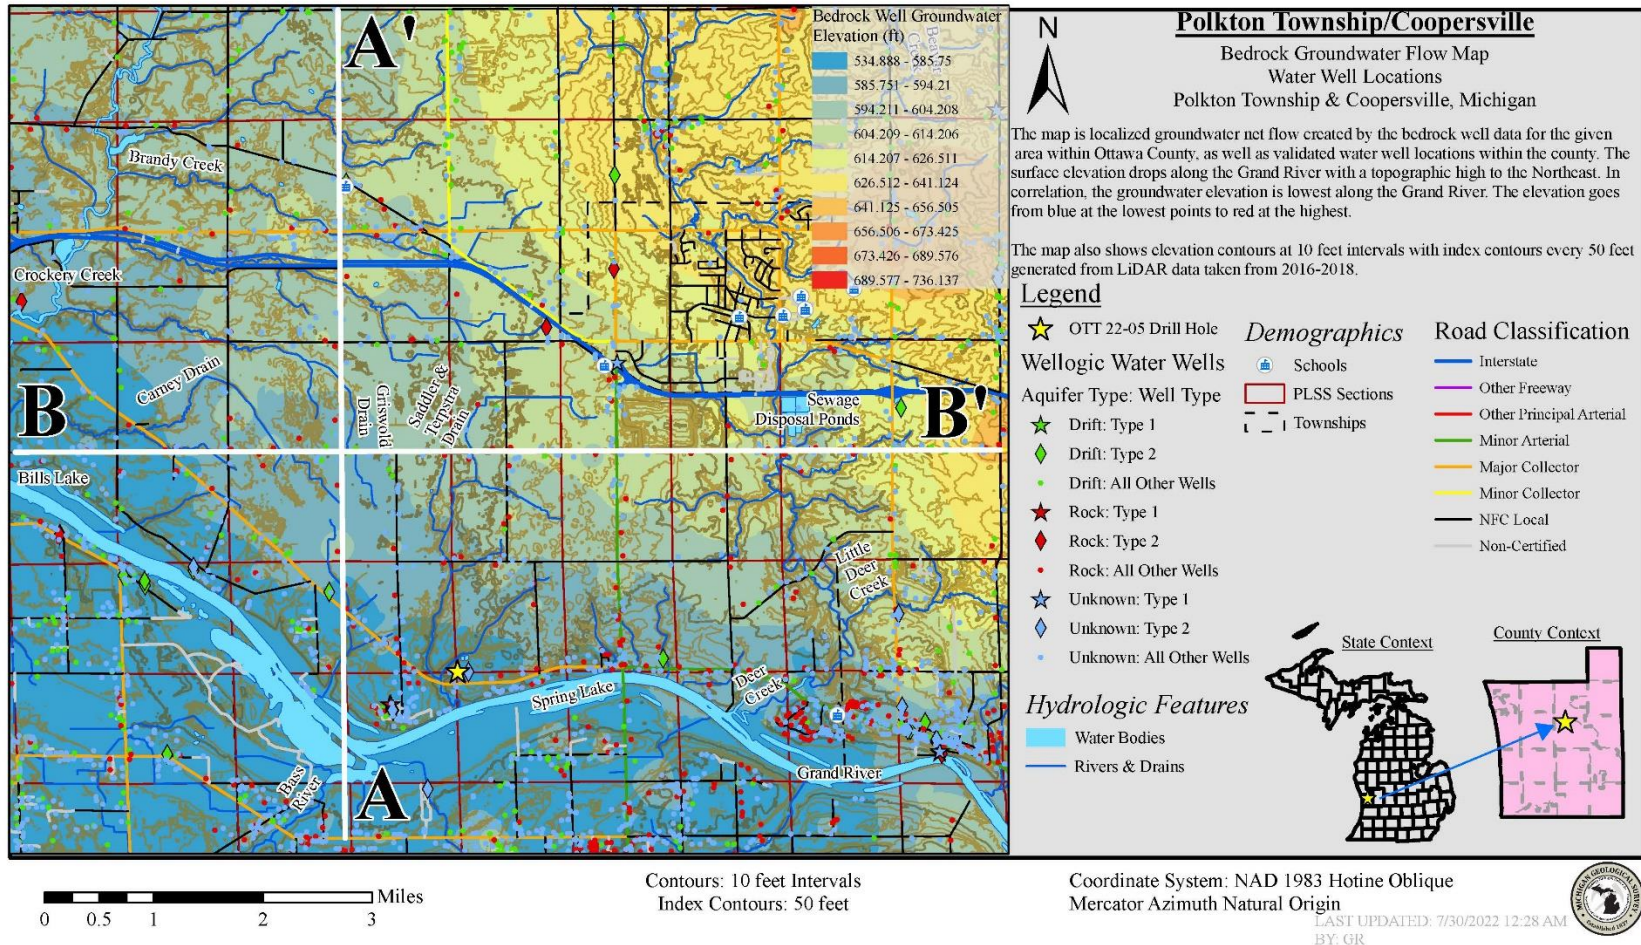 A'
Bedrock Well Groundwater
Elevation (ft)
534.888 - 585.75
585.751 - 594.21
594.211 - 604.208
604.209 - 614.206
614.207 - 626.511
626.512 - 641.124
641.125 - 656.505
656.506 - 673.425
673.426 - 689.576
689.577 - 736.137
Beaver
Creek
Brandy Creek
Crockery Creek
Carney Drain
Griswold
Drain
Saddler &
Terpstra
Drain
B
B'
Sewage
Disposal Ponds
Bills Lake
Little
Deer
Creek
Deer
Creek
Spring Lake
Grand River
Bass
River
A
N
Polkton Township/Coopersville
Bedrock Groundwater Flow Map
Water Well Locations
Polkton Township & Coopersville, Michigan
The map is localized groundwater net flow created by the bedrock well data for the given
area within Ottawa County, as well as validated water well locations within the county. The
surface elevation drops along the Grand River with a topographic high to the Northeast. In
correlation, the groundwater elevation is lowest along the Grand River. The elevation goes
from blue at the lowest points to red at the highest.
The map also shows elevation contours at 10 feet intervals with index contours every 50 feet
generated from LiDAR data taken from 2016-2018.
Legend
OTT 22-05 Drill Hole
Wellogic Water Wells
Aquifer Type: Well Type
Drift: Type 1
Drift: Type 2
Drift: All Other Wells
Rock: Type 1
Rock: Type 2
Rock: All Other Wells
Unknown: Type 1
Unknown: Type 2
Unknown: All Other Wells
Hydrologic Features
Water Bodies
Rivers & Drains
Demographics
Schools
PLSS Sections
Townships
Road Classification
Interstate
Other Freeway
Other Principal Arterial
Minor Arterial
Major Collector
Minor Collector
NFC Local
Non-Certified
State Context
County Context
Miles
0 0.5 1 2 3
Contours: 10 feet Intervals
Index Contours: 50 feet
Coordinate System: NAD 1983 Hotine Oblique
Mercator Azimuth Natural Origin
LAST UPDATED: 7/30/2022 12:28 AM
BY: GR
MICHIGAN GEOLOGICAL SURVEY